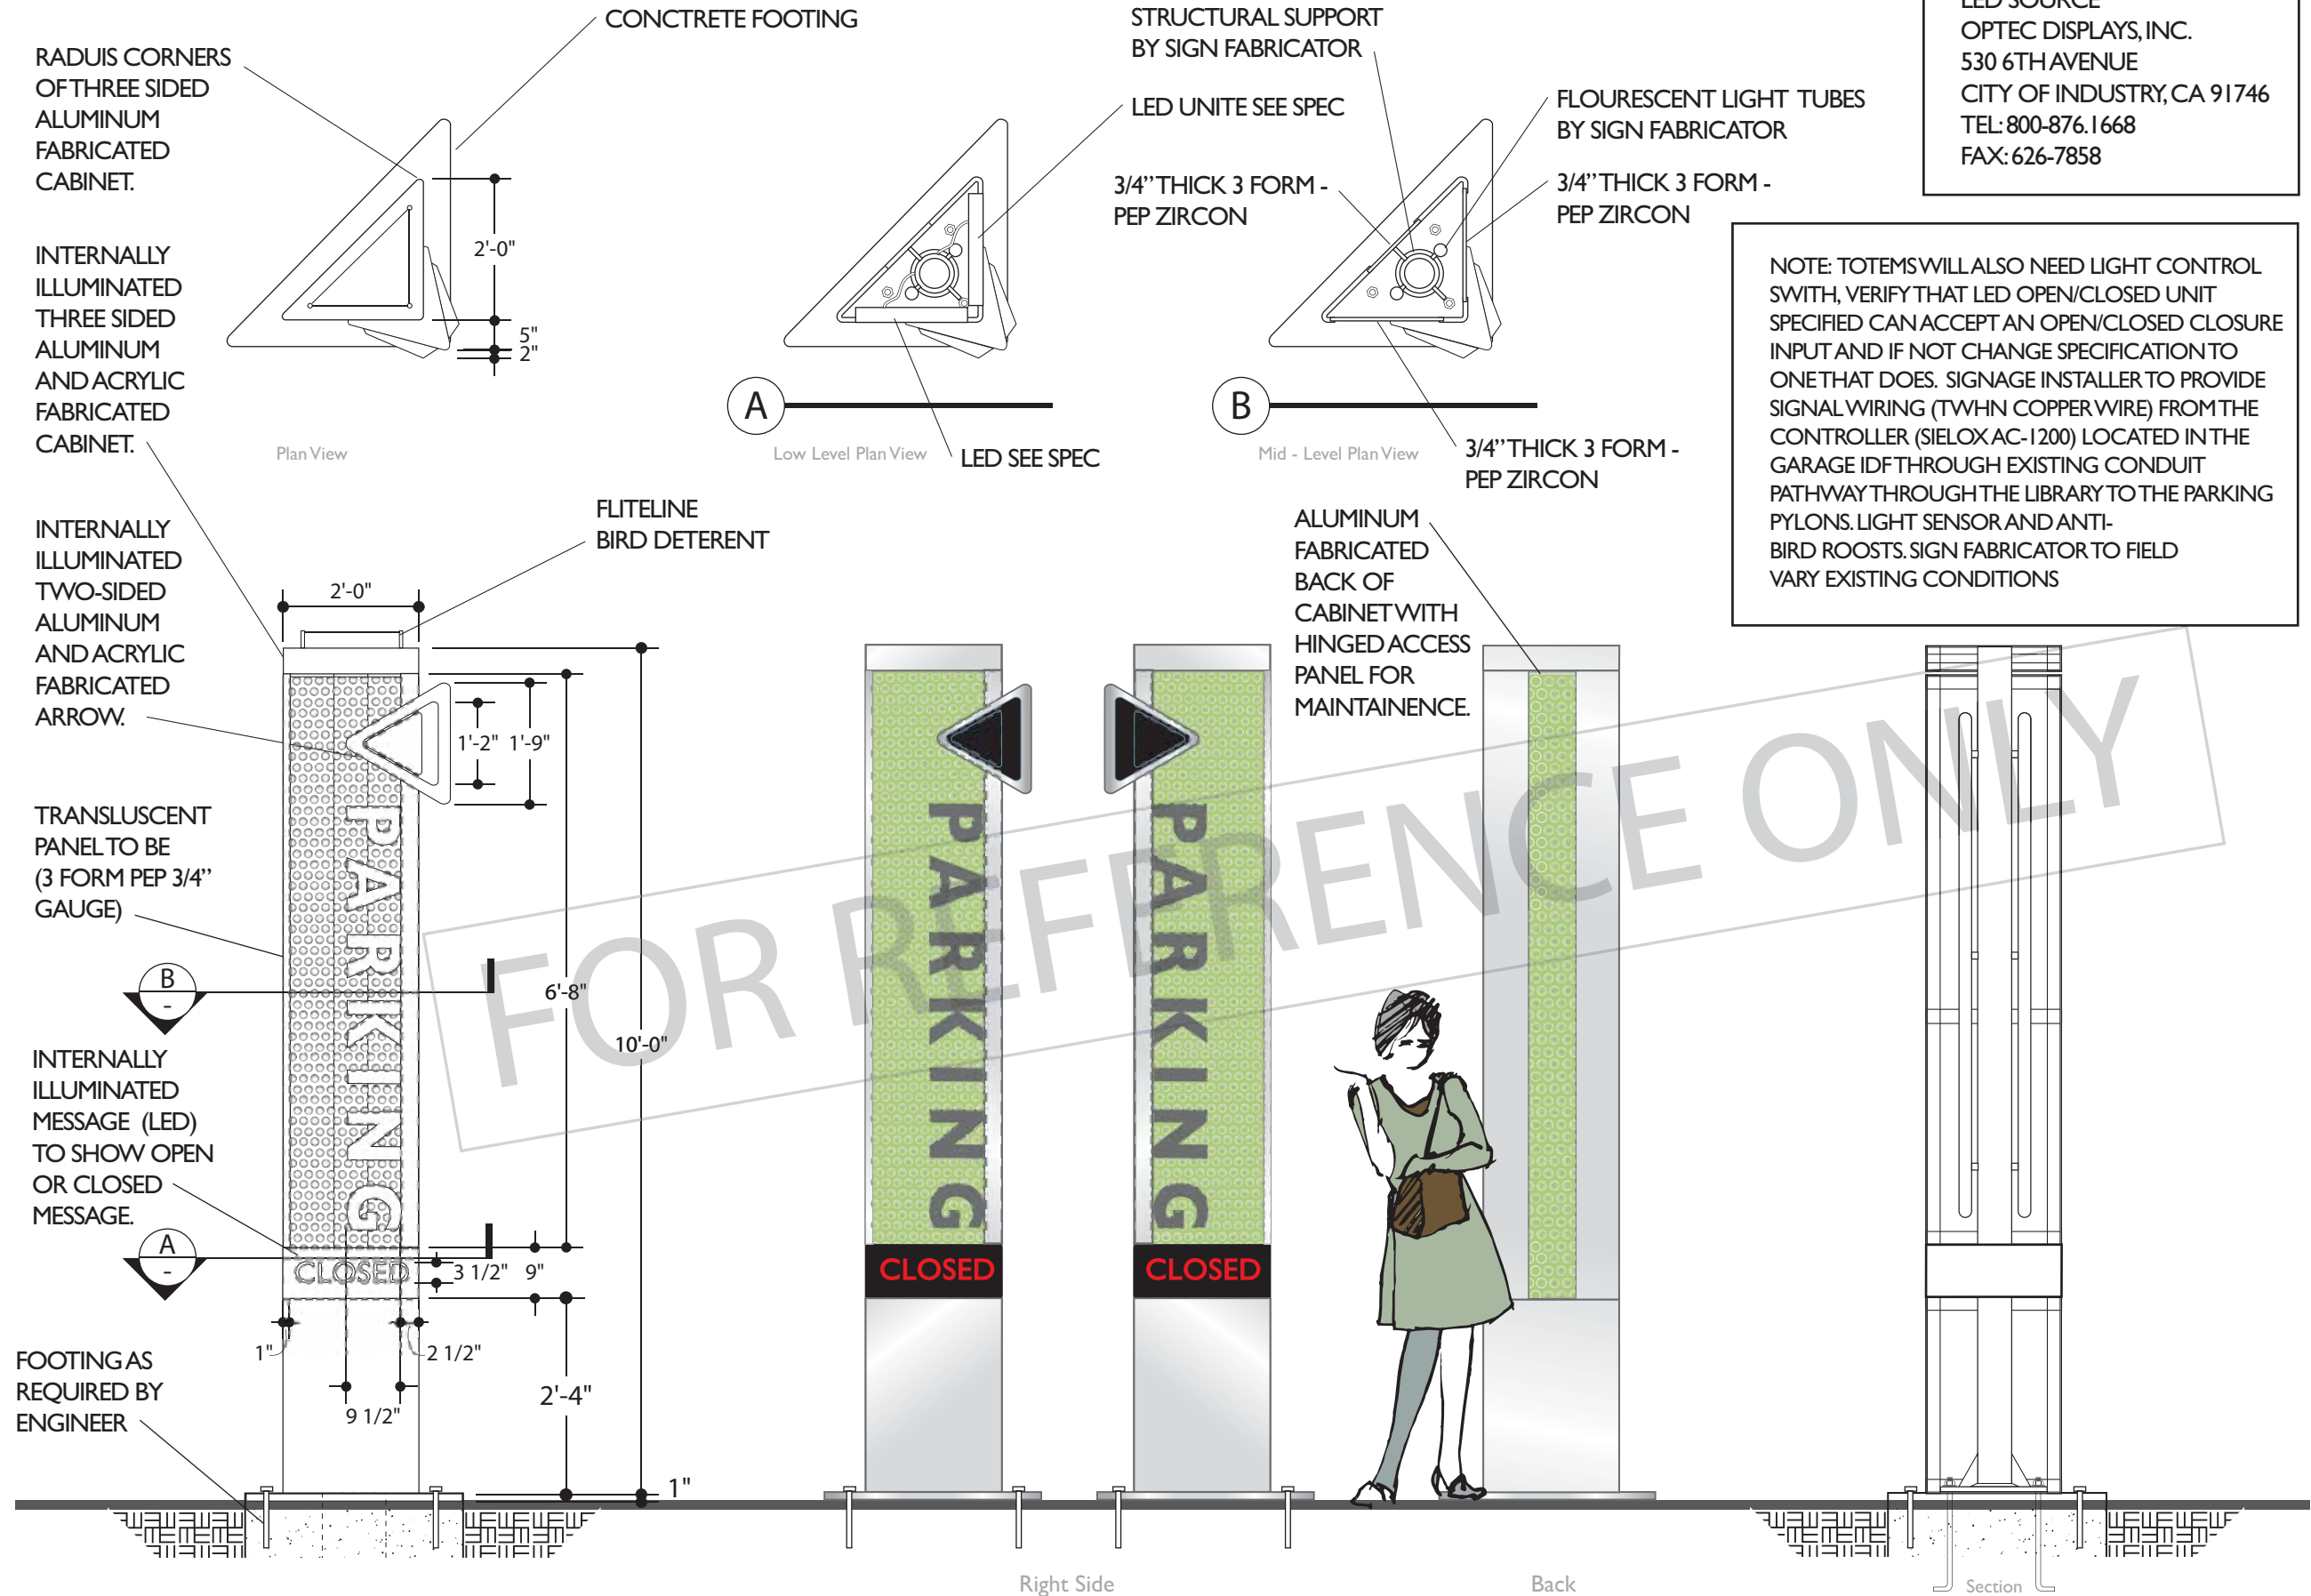 CONCTRETE FOOTING
RADUIS CORNERS
OF THREE SIDED
ALUMINUM
FABRICATED
CABINET.
2'-0"
5"
2"
Plan View
STRUCTURAL SUPPORT
BY SIGN FABRICATOR
LED UNITE SEE SPEC
3/4” THICK 3 FORM -
PEP ZIRCON
A
Low Level Plan View
LED SEE SPEC
FLOURESCENT LIGHT TUBES
BY SIGN FABRICATOR
3/4” THICK 3 FORM -
PEP ZIRCON
B
Mid - Level Plan View
3/4” THICK 3 FORM -
PEP ZIRCON
LED SOURCE
OPTEC DISPLAYS, INC.
530 6TH AVENUE
CITY OF INDUSTRY, CA 91746
TEL: 800-876.1668
FAX: 626-7858
NOTE: TOTEMS WILL ALSO NEED LIGHT CONTROL
SWITH, VERIFY THAT LED OPEN/CLOSED UNIT
SPECIFIED CAN ACCEPT AN OPEN/CLOSED CLOSURE
INPUT AND IF NOT CHANGE SPECIFICATION TO
ONE THAT DOES. SIGNAGE INSTALLER TO PROVIDE
SIGNAL WIRING (TWHN COPPER WIRE) FROM THE
CONTROLLER (SIELOX AC-1200) LOCATED IN THE
GARAGE IDF THROUGH EXISTING CONDUIT
PATHWAY THROUGH THE LIBRARY TO THE PARKING
PYLONS. LIGHT SENSOR AND ANTI-
BIRD ROOSTS. SIGN FABRICATOR TO FIELD
VARY EXISTING CONDITIONS
INTERNALLY
ILLUMINATED
THREE SIDED
ALUMINUM
AND ACRYLIC
FABRICATED
CABINET.
INTERNALLY
ILLUMINATED
TWO-SIDED
ALUMINUM
AND ACRYLIC
FABRICATED
ARROW.
TRANSLUSCENT
PANEL TO BE
(3 FORM PEP 3/4”
GAUGE)
B
-
INTERNALLY
ILLUMINATED
MESSAGE (LED)
TO SHOW OPEN
OR CLOSED
MESSAGE.
A
-
FOOTING AS
REQUIRED BY
ENGINEER
FLITELINE
BIRD DETERENT
2'-0"
1'-2"
1'-9"
PARKING
6'-8"
10'-0"
CLOSED
3 1/2"
9"
1"
2 1/2"
9 1/2"
2'-4"
1"
PARKING
CLOSED
PARKING
CLOSED
ALUMINUM
FABRICATED
BACK OF
CABINET WITH
HINGED ACCESS
PANEL FOR
MAINTAINENCE.
FOR REFERENCE ONLY
Right Side
Back
Section